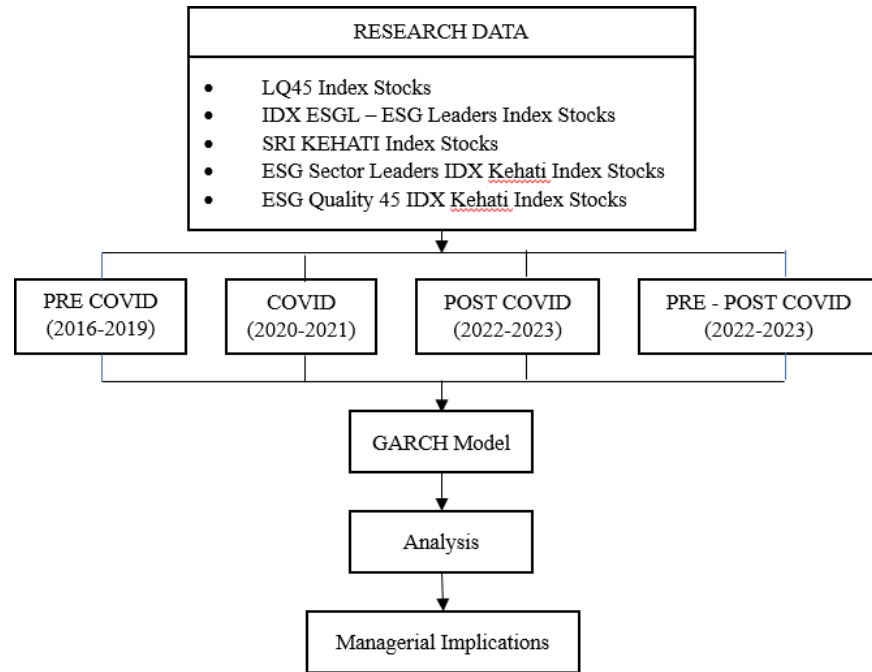 RESEARCH DATA
• LQ45 Index Stocks
• IDX ESGL – ESG Leaders Index Stocks
• SRI KEHATI Index Stocks
• ESG Sector Leaders IDX Kehati Index Stocks
• ESG Quality 45 IDX Kehati Index Stocks
PRE COVID
(2016-2019)
COVID
(2020-2021)
POST COVID
(2022-2023)
PRE - POST COVID
(2022-2023)
GARCH Model
Analysis
Managerial Implications